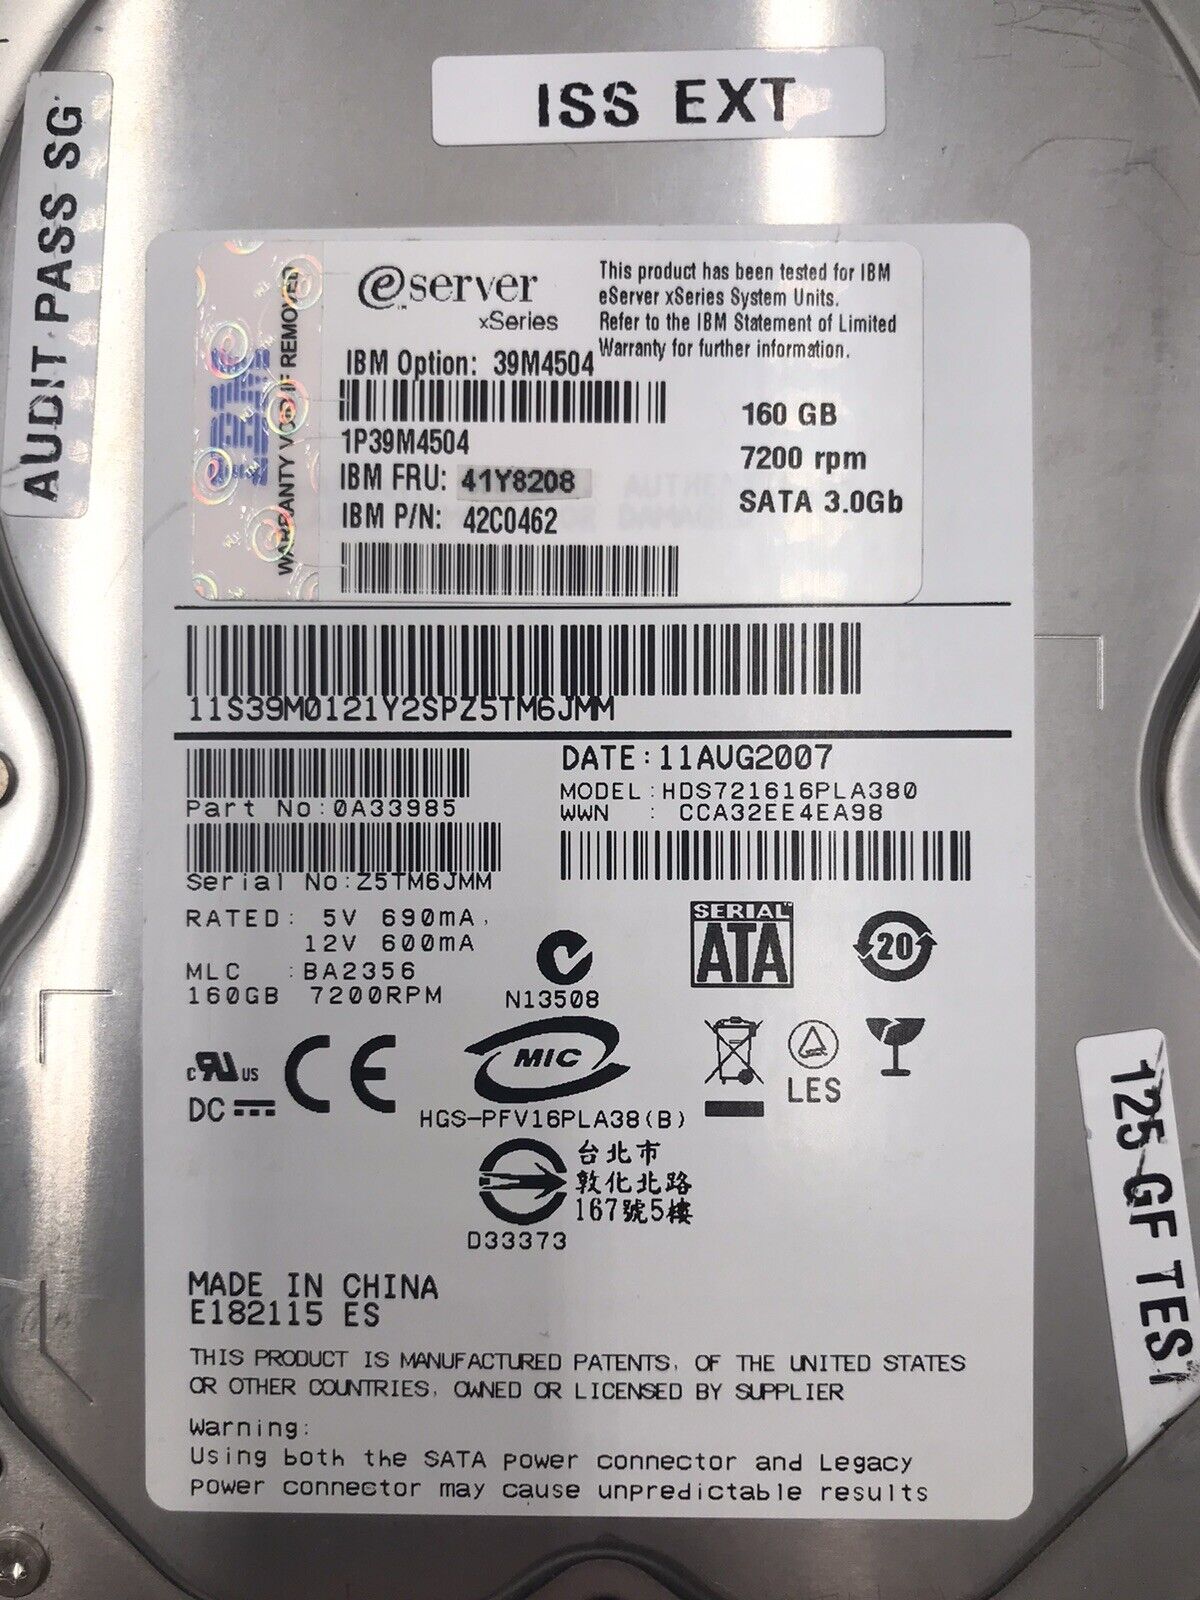 ISS EXT
AUDIT PASS SG
IBM
WARRANTY VOID IF REMOVED
eserver
xSeries
This product has been tested for IBM
eServer xSeries System Units.
Refer to the IBM Statement of Limited
Warranty for further information.
IBM Option: 39M4504
1P39M4504
IBM FRU: 41Y8208
IBM P/N: 42C0462
160 GB
7200 rpm
SATA 3.0Gb
11S39M0121Y2SPZ5TM6JMM
DATE:11AUG2007
MODEL:HDS721616PLA380
WWN : CCA32EE4EA98
Part No:0A33985
Serial No:Z5TM6JMM
RATED: 5V 690mA,
12V 600mA
MLC :BA2356
160GB 7200RPM
N13508
SERIAL
ATA
20
c RU US
DC
CE
MIC
HGS-PFV16PLA38(B)
LES
台北市
敦化北路
167號5樓
D33373
125 GF TEST
MADE IN CHINA
E182115 ES
THIS PRODUCT IS MANUFACTURED PATENTS, OF THE UNITED STATES
OR OTHER COUNTRIES, OWNED OR LICENSED BY SUPPLIER
Warning:
Using both the SATA power connector and Legacy
power connector may cause unpredictable results